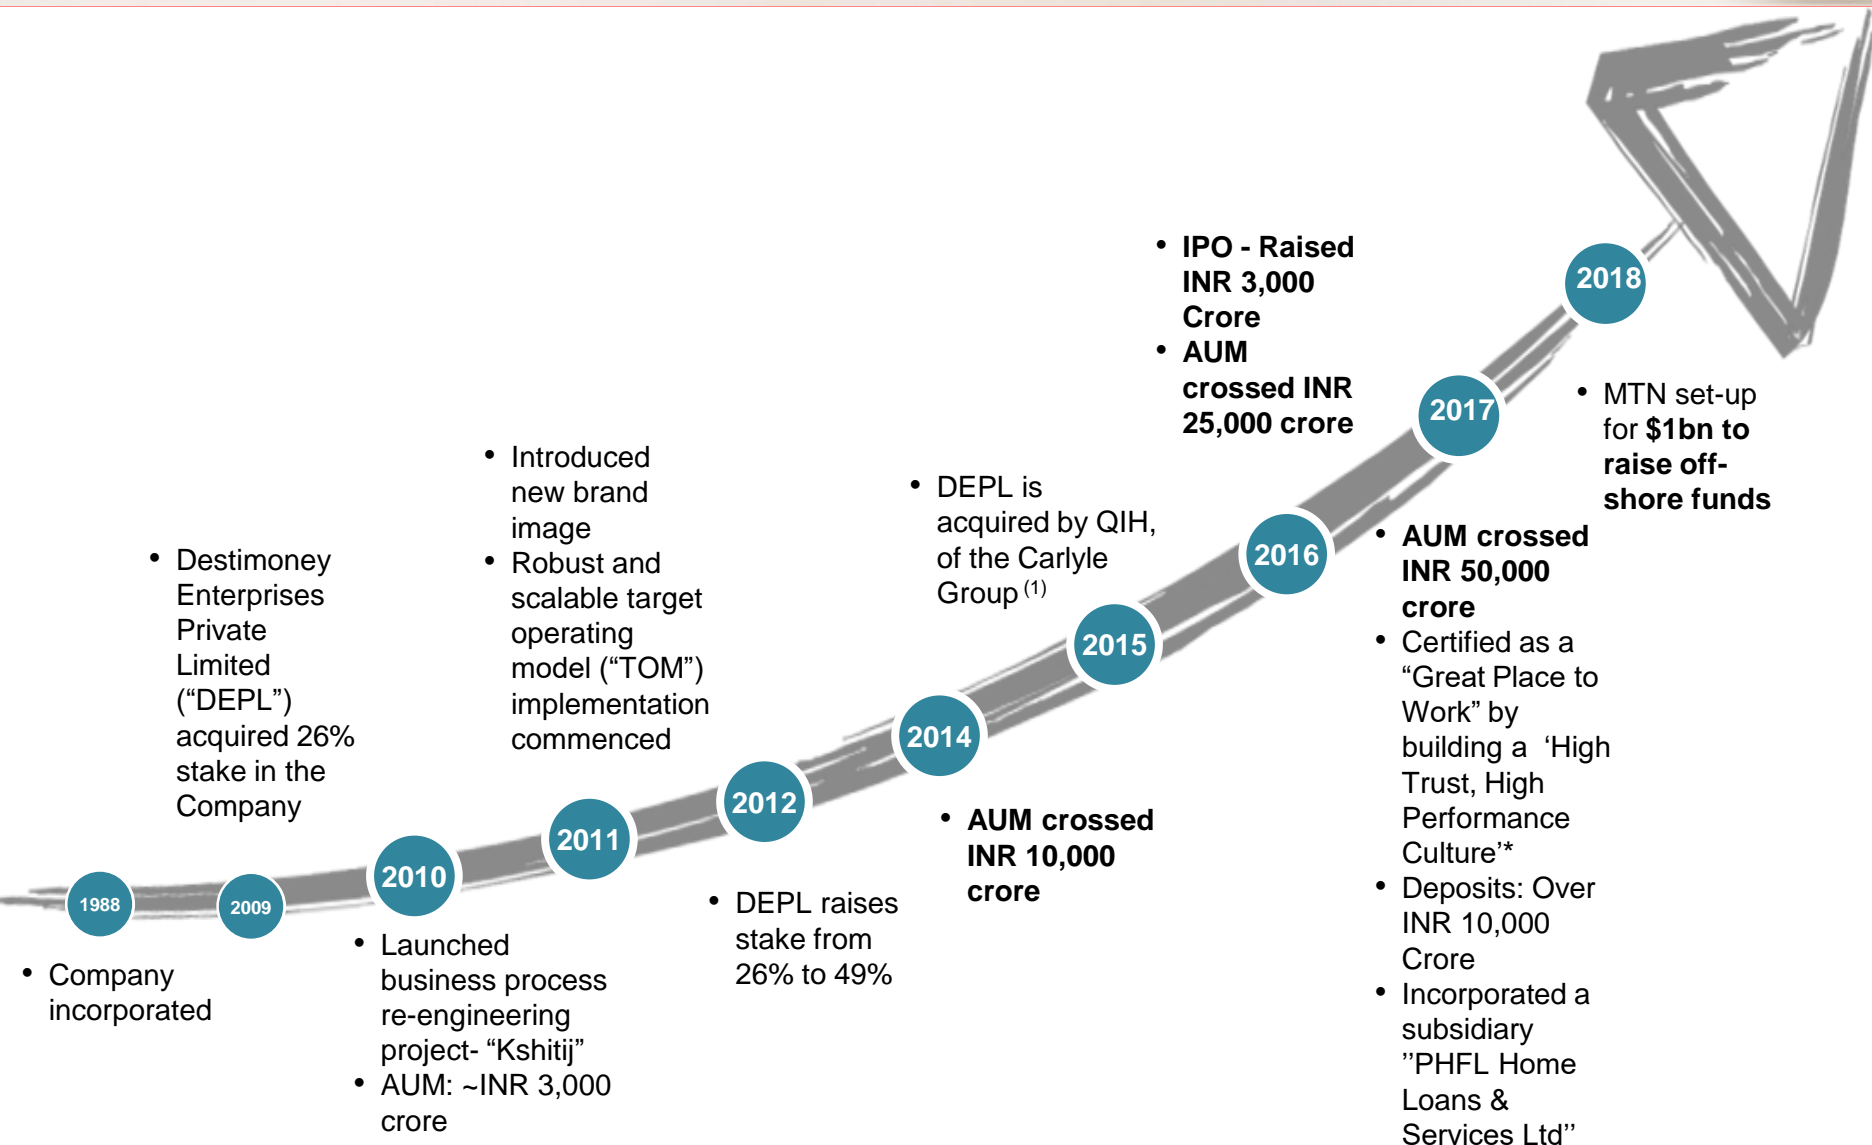 1988
• Company
incorporated
2009
• Destimoney
Enterprises
Private
Limited
(“DEPL”)
acquired 26%
stake in the
Company
2010
• Launched
business process
re-engineering
project- “Kshitij”
• AUM: ~INR 3,000
crore
2011
• Introduced
new brand
image
• Robust and
scalable target
operating
model (“TOM”)
implementation
commenced
2012
• DEPL raises
stake from
26% to 49%
2014
• AUM crossed
INR 10,000
crore
2015
• DEPL is
acquired by QIH,
of the Carlyle
Group (1)
2016
• IPO - Raised
INR 3,000
Crore
• AUM
crossed INR
25,000 crore
2017
• AUM crossed
INR 50,000
crore
• Certified as a
“Great Place to
Work” by
building a ‘High
Trust, High
Performance
Culture’*
• Deposits: Over
INR 10,000
Crore
• Incorporated a
subsidiary
’’PHFL Home
Loans &
Services Ltd’’
2018
• MTN set-up
for $1bn to
raise off-
shore funds